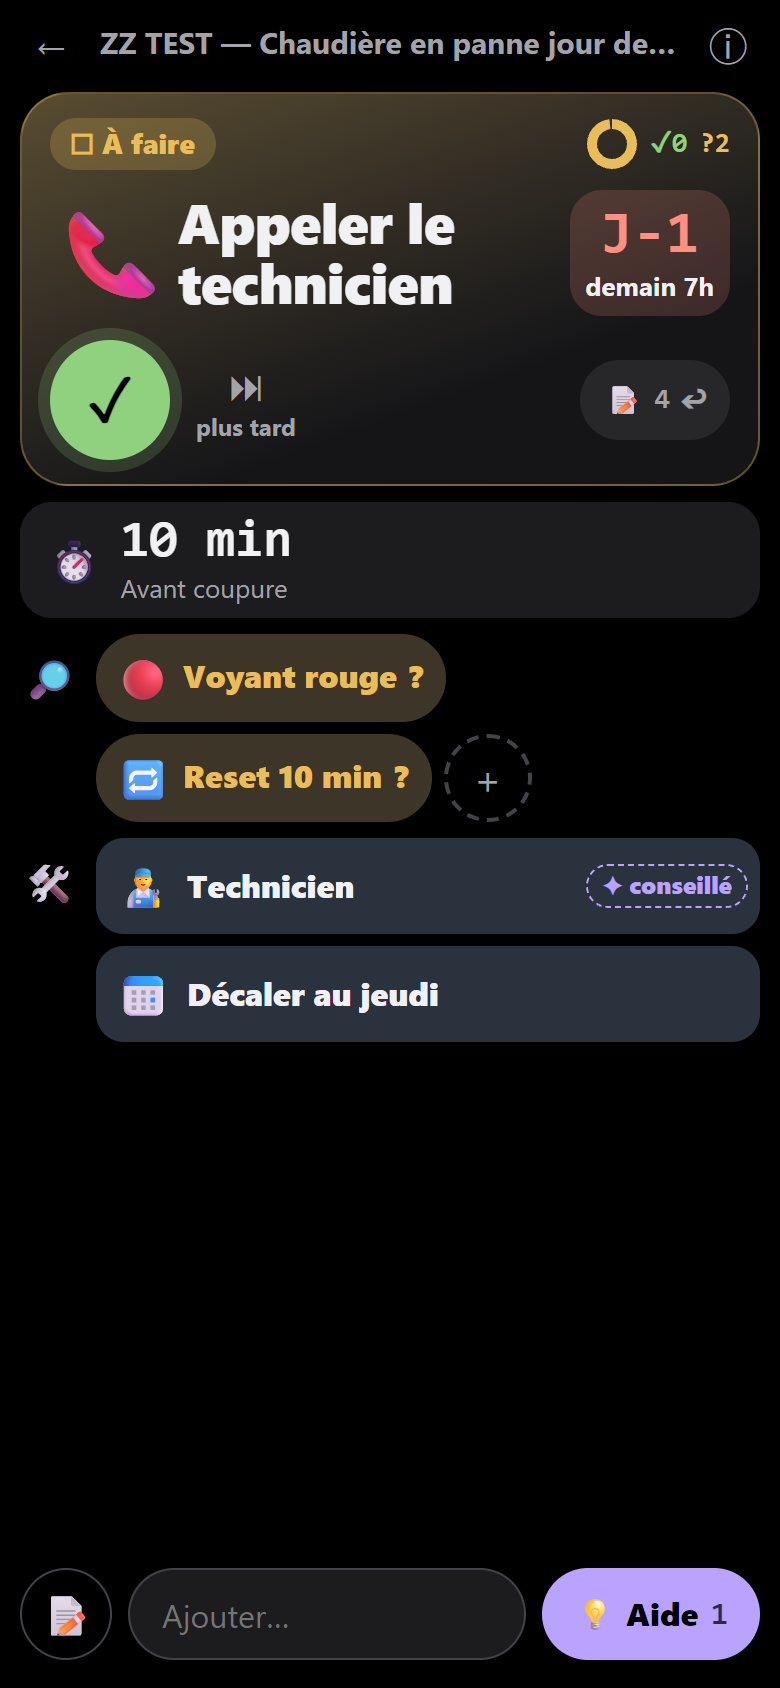 ← ZZ TEST — Chaudière en panne jour de…
À faire
✓0 ?2
Appeler le
technicien
J-1
demain 7h
✓
plus tard
4
10 min
Avant coupure
Voyant rouge ?
Reset 10 min ?
+
Technicien
✦ conseillé
Décaler au jeudi
Ajouter…
Aide 1